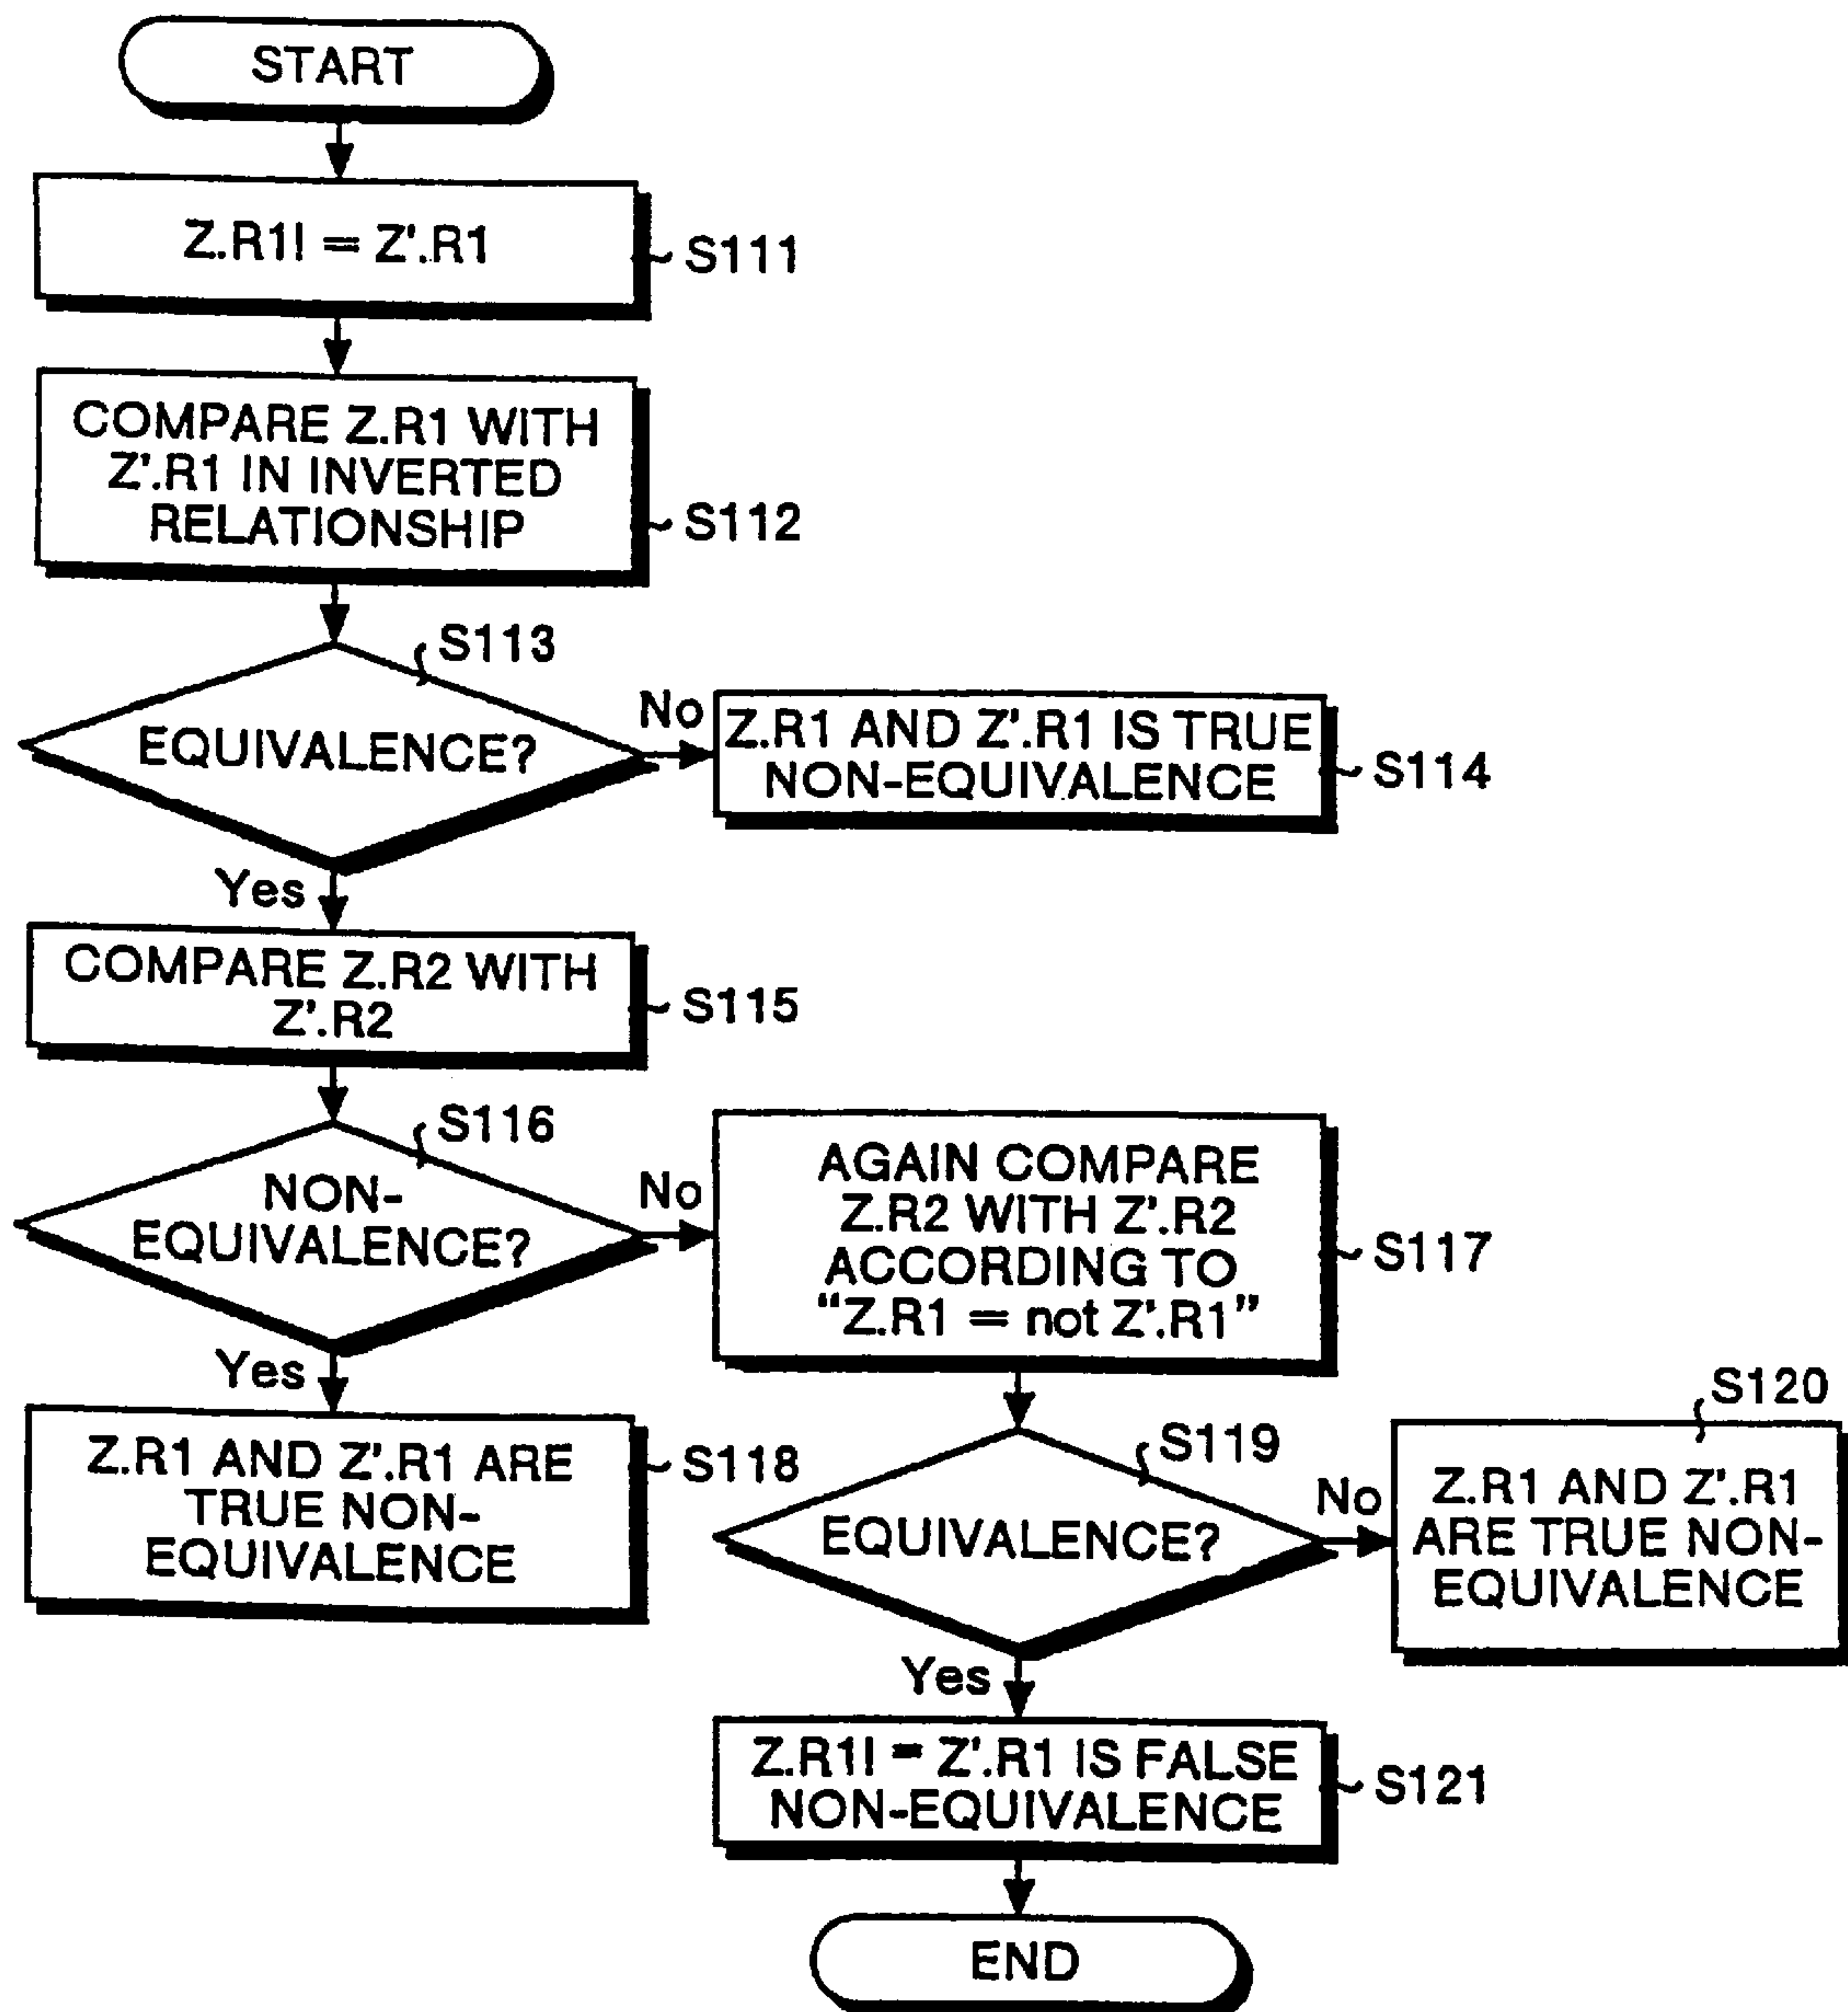 START
Z.R1! = Z'.R1
S111
COMPARE Z.R1 WITH
Z'.R1 IN INVERTED
RELATIONSHIP
S112
S113
EQUIVALENCE?
No
Z.R1 AND Z'.R1 IS TRUE
NON-EQUIVALENCE
S114
Yes
COMPARE Z.R2 WITH
Z'.R2
S115
S116
NON-
EQUIVALENCE?
No
AGAIN COMPARE
Z.R2 WITH Z'.R2
ACCORDING TO
“Z.R1 = not Z'.R1”
S117
Yes
Z.R1 AND Z'.R1 ARE
TRUE NON-
EQUIVALENCE
S118
S119
EQUIVALENCE?
No
S120
Z.R1 AND Z'.R1
ARE TRUE NON-
EQUIVALENCE
Yes
Z.R1! = Z'.R1 IS FALSE
NON-EQUIVALENCE
S121
END